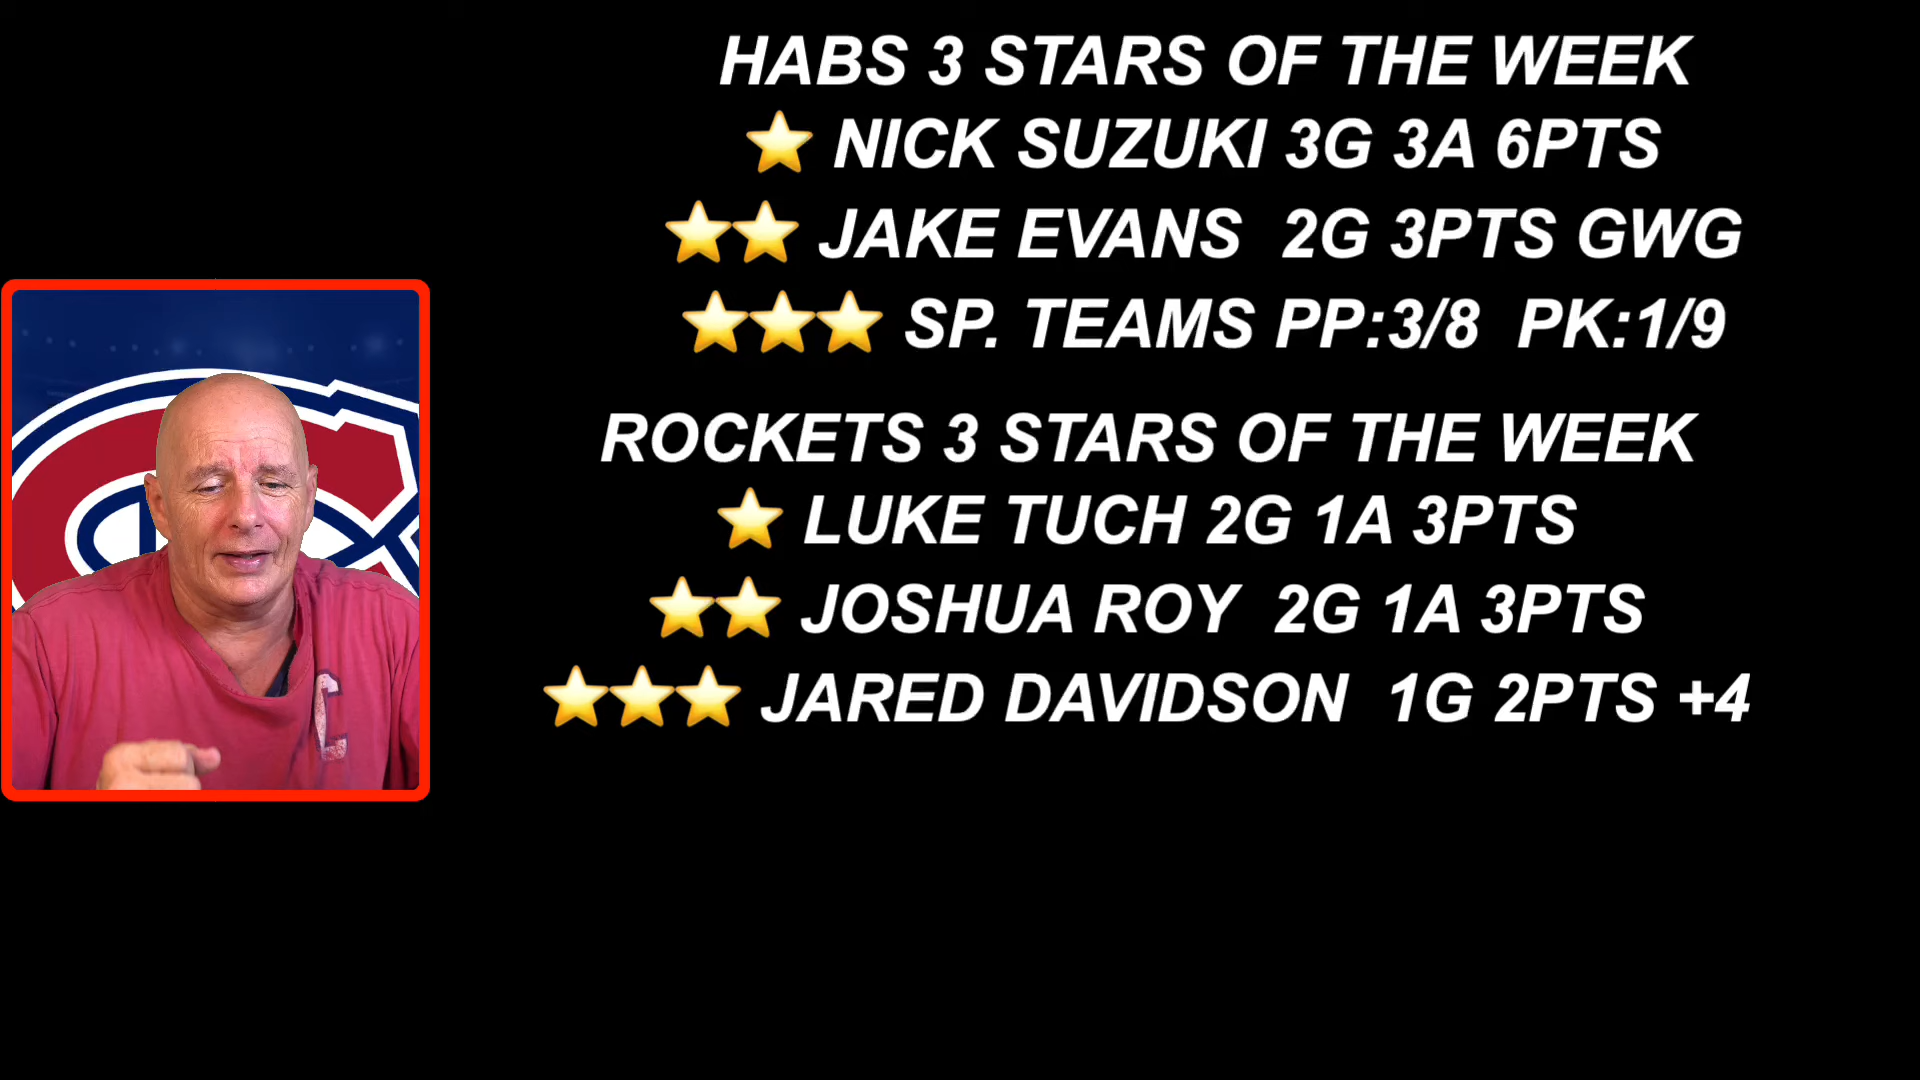 HABS 3 STARS OF THE WEEK
⭐ NICK SUZUKI 3G 3A 6PTS
⭐⭐ JAKE EVANS 2G 3PTS GWG
⭐⭐⭐ SP. TEAMS PP:3/8 PK:1/9
ROCKETS 3 STARS OF THE WEEK
⭐ LUKE TUCH 2G 1A 3PTS
⭐⭐ JOSHUA ROY 2G 1A 3PTS
⭐⭐⭐ JARED DAVIDSON 1G 2PTS +4